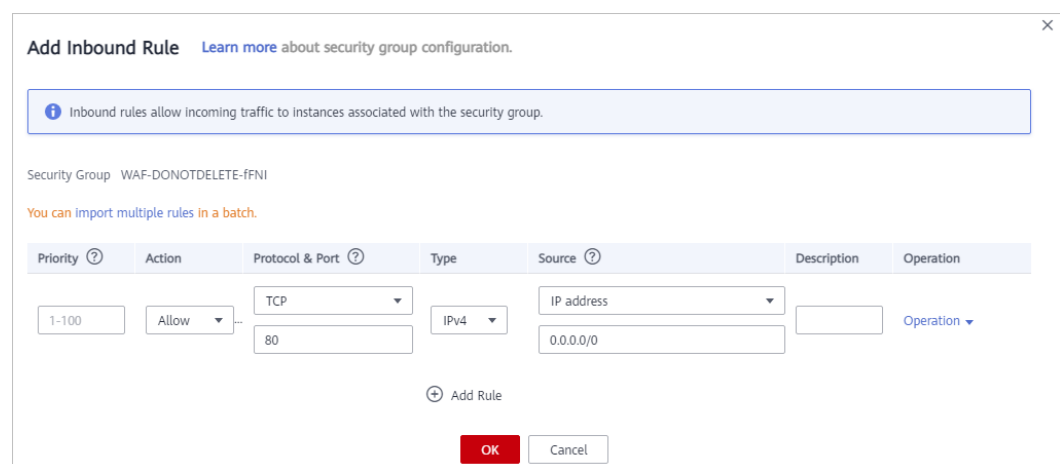 Add Inbound Rule Learn more about security group configuration.
Inbound rules allow incoming traffic to instances associated with the security group.
Security Group WAF-DONOTDELETE-fFNI
You can import multiple rules in a batch.
Priority Action Protocol & Port Type Source Description Operation
TCP IP address
1-100 Allow ... IPv4 Operation
80 0.0.0.0/0
Add Rule
OK Cancel